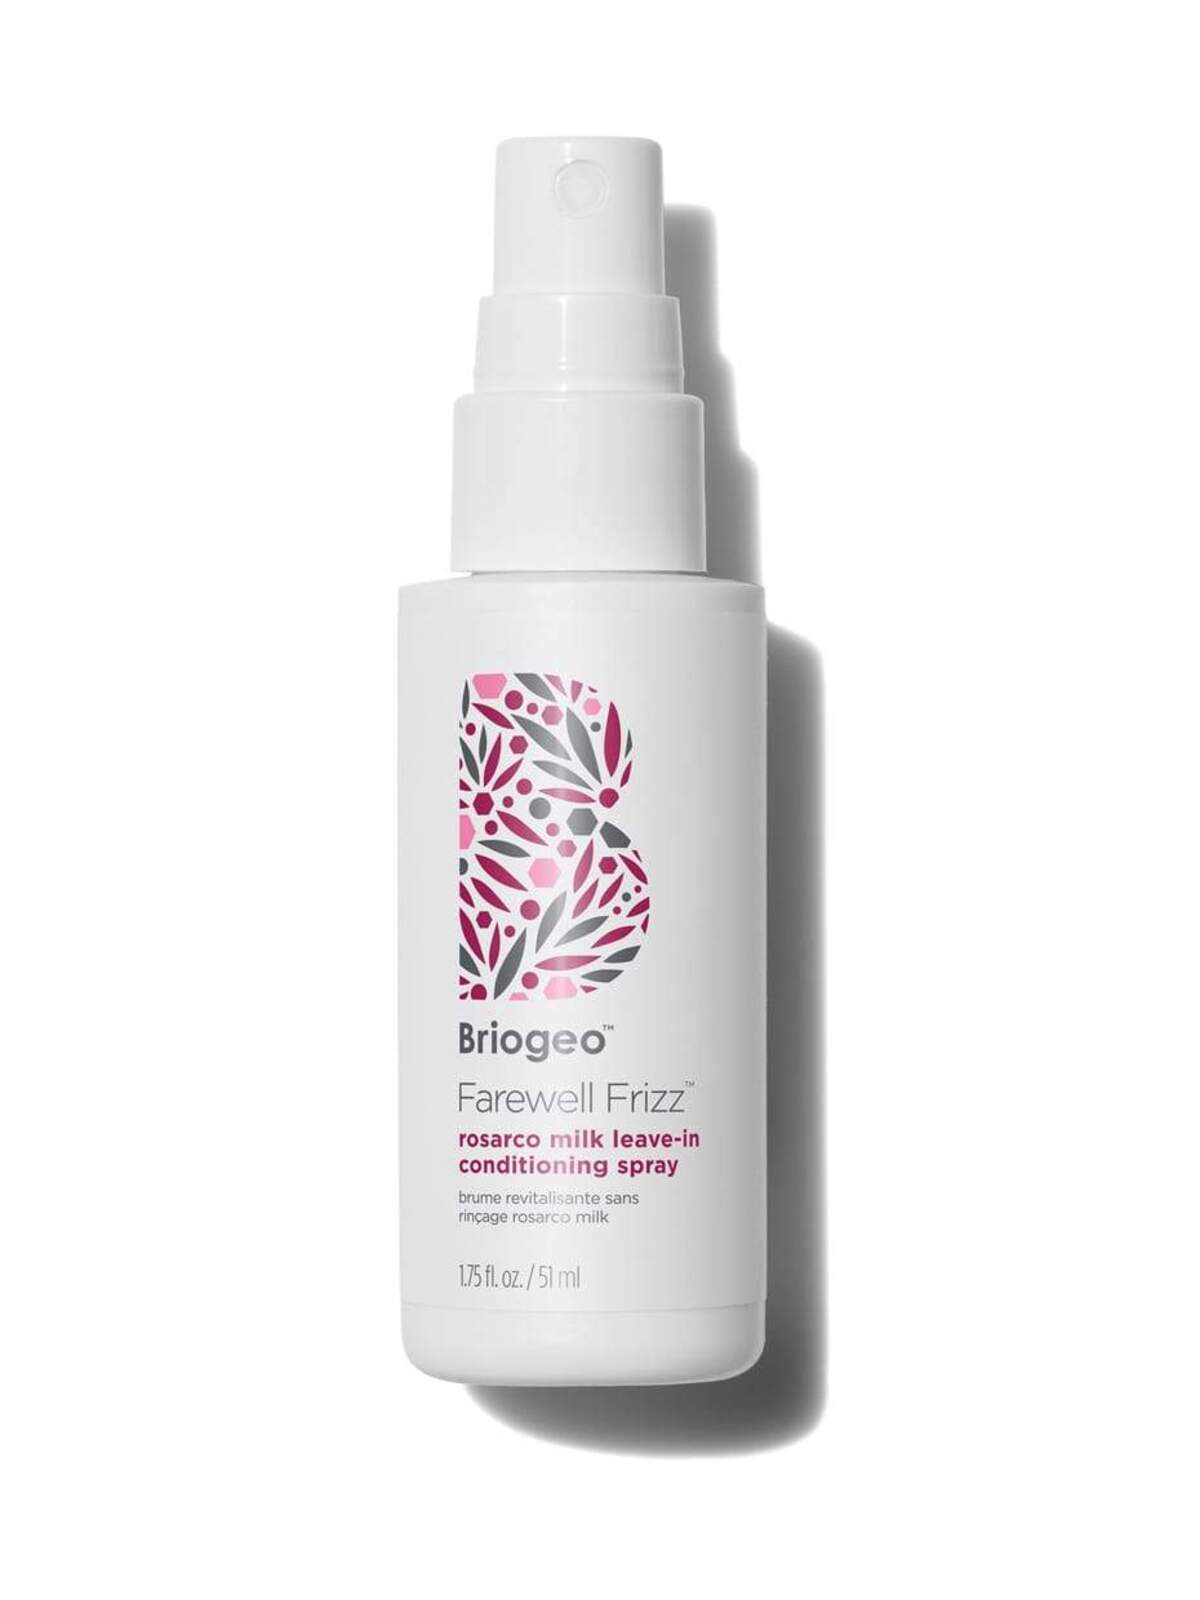 Briogeo™
Farewell Frizz™
rosarco milk leave-in
conditioning spray
brume revitalisante sans
rinçage rosarco milk
1.75 fl. oz. / 51 ml